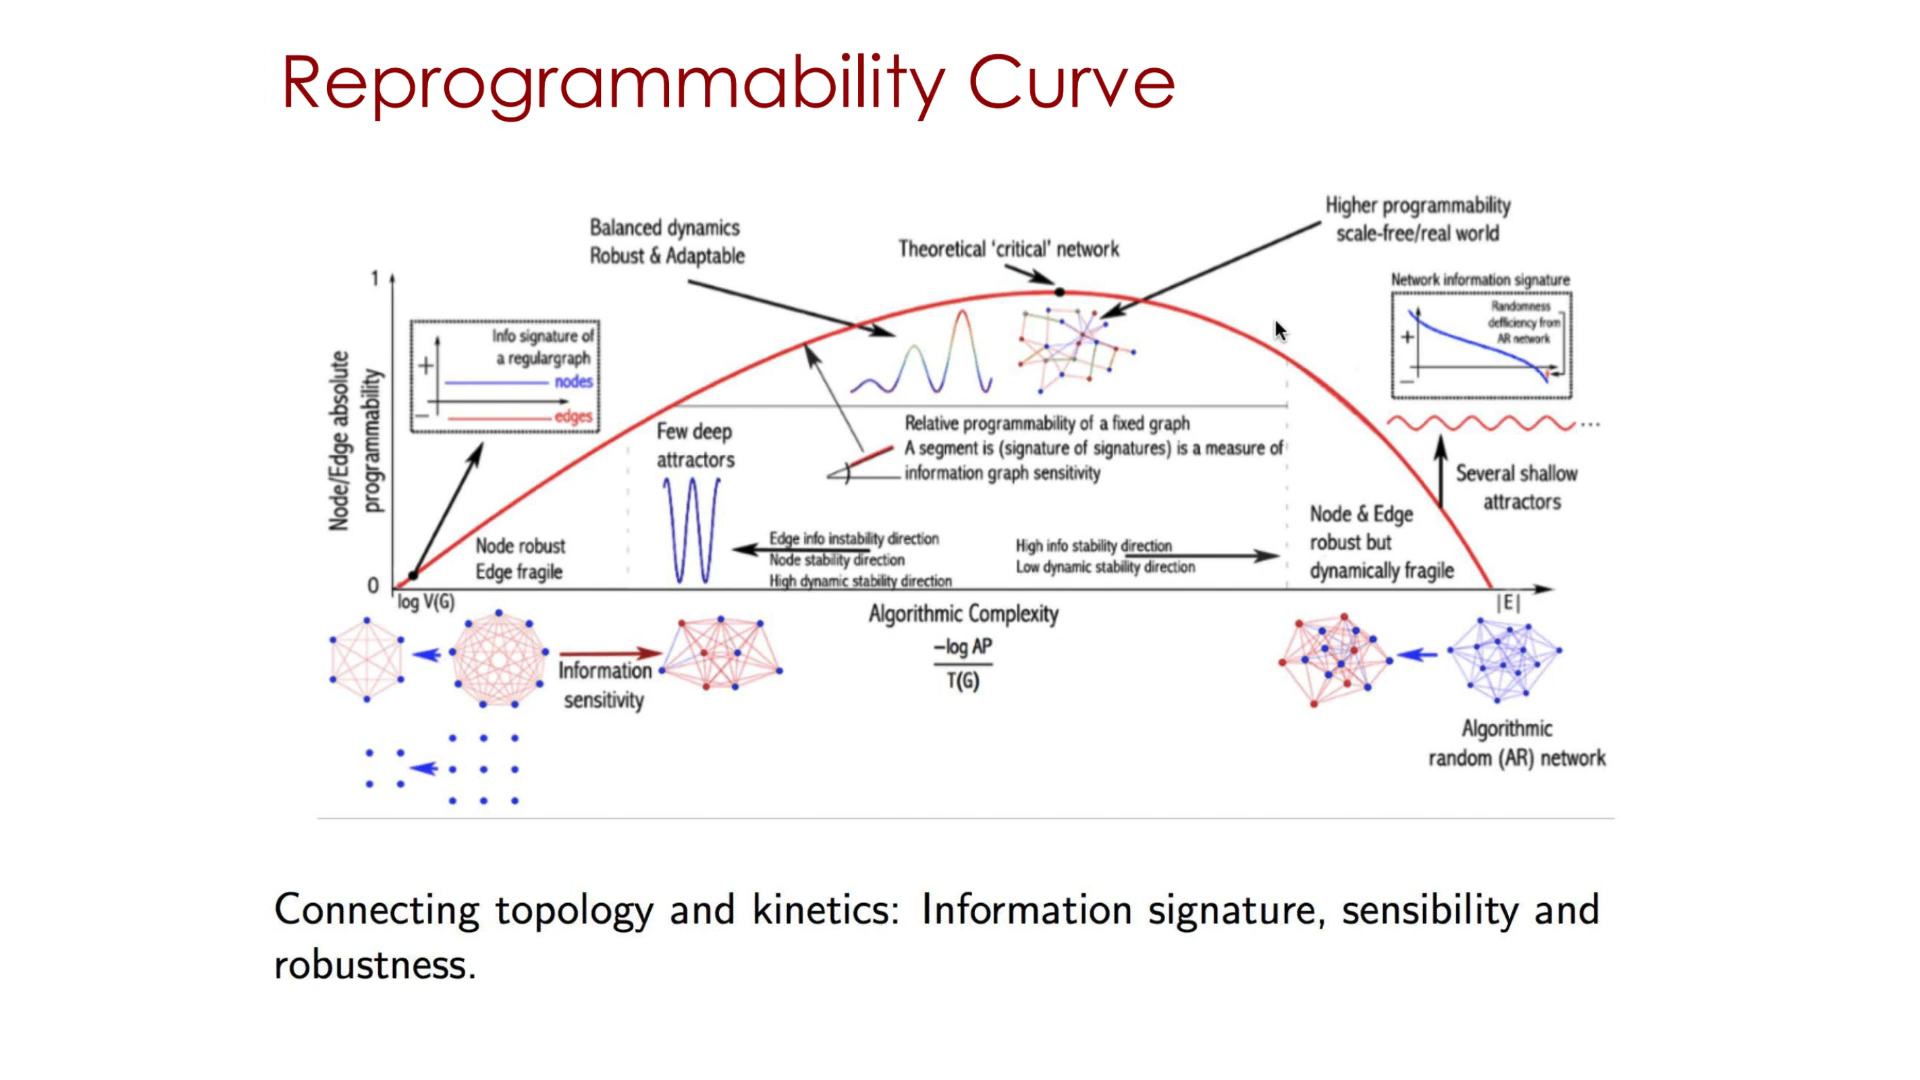 Reprogrammability Curve
Balanced dynamics
Robust & Adaptable
Theoretical 'critical' network
Higher programmability
scale-free/real world
Node/Edge absolute
programmability
1
0
Info signature of
a regulargraph
+
nodes
−
edges
Network information signature
Randomness
defficiency from
AR network
+
−
Few deep
attractors
Relative programmability of a fixed graph
A segment is (signature of signatures) is a measure of
information graph sensitivity
...
Several shallow
attractors
Node robust
Edge fragile
Edge info instability direction
Node stability direction
High dynamic stability direction
High info stability direction
Low dynamic stability direction
Node & Edge
robust but
dynamically fragile
log V(G)
|E|
Algorithmic Complexity
−log AP
T(G)
Information
sensitivity
Algorithmic
random (AR) network
Connecting topology and kinetics: Information signature, sensibility and
robustness.